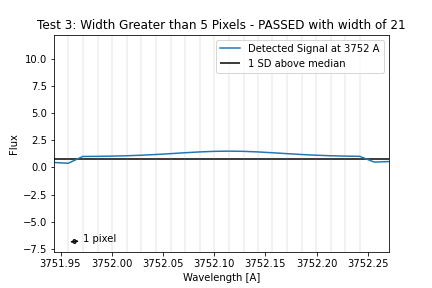 Test 3: Width Greater than 5 Pixels - PASSED with width of 21
Detected Signal at 3752 A
1 SD above median
10.0
7.5
5.0
2.5
0.0
−2.5
−5.0
−7.5
Flux
1 pixel
3751.95 3752.00 3752.05 3752.10 3752.15 3752.20 3752.25
Wavelength [A]